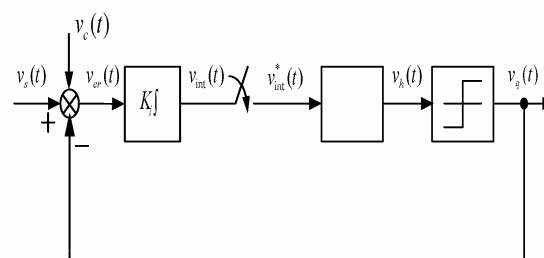 v_c(t)
v_s(t) v_er(t) K_i∫ v_int(t) v*_int(t) v_h(t) v_q(t)
+
−